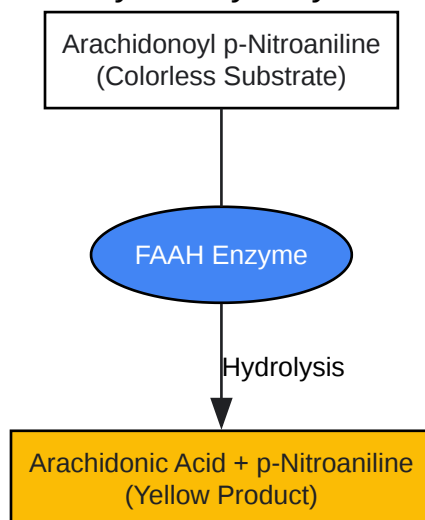 Arachidonoyl p-Nitroaniline
(Colorless Substrate)
FAAH Enzyme
Hydrolysis
Arachidonic Acid + p-Nitroaniline
(Yellow Product)